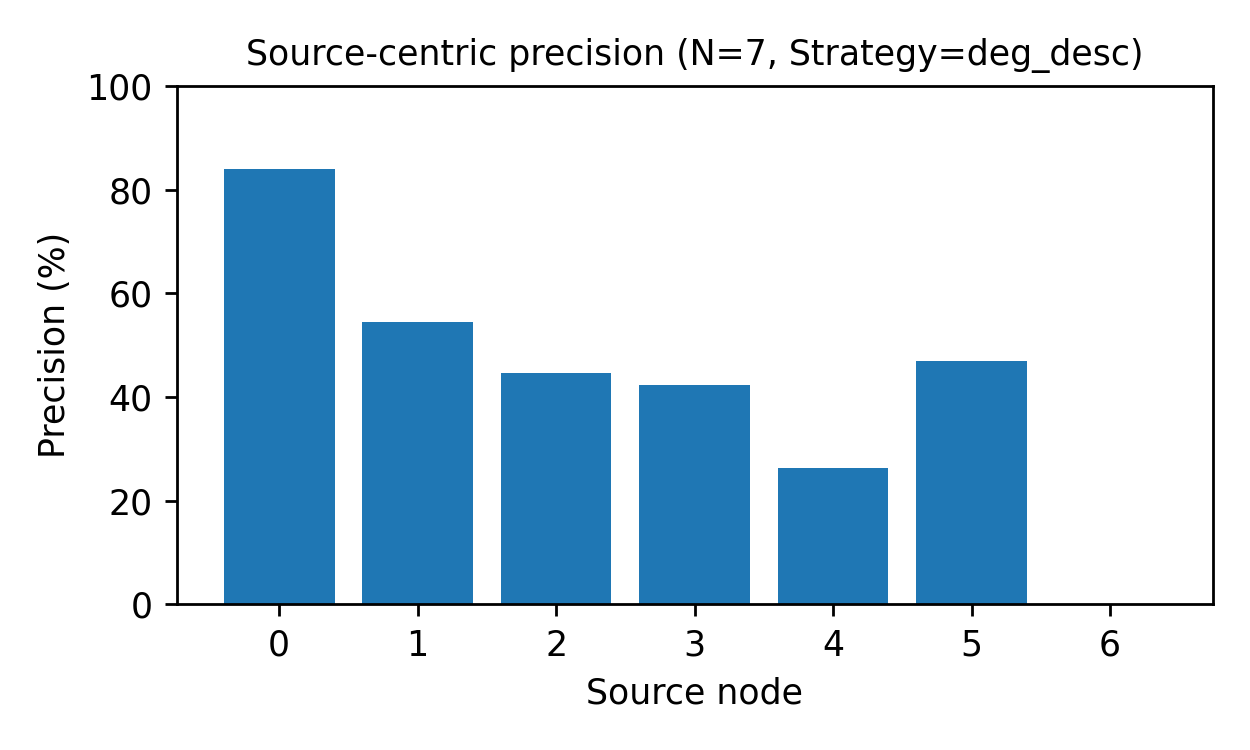 Source-centric precision (N=7, Strategy=deg_desc)
100
80
60
40
20
0
Precision (%)
0 1 2 3 4 5 6
Source node